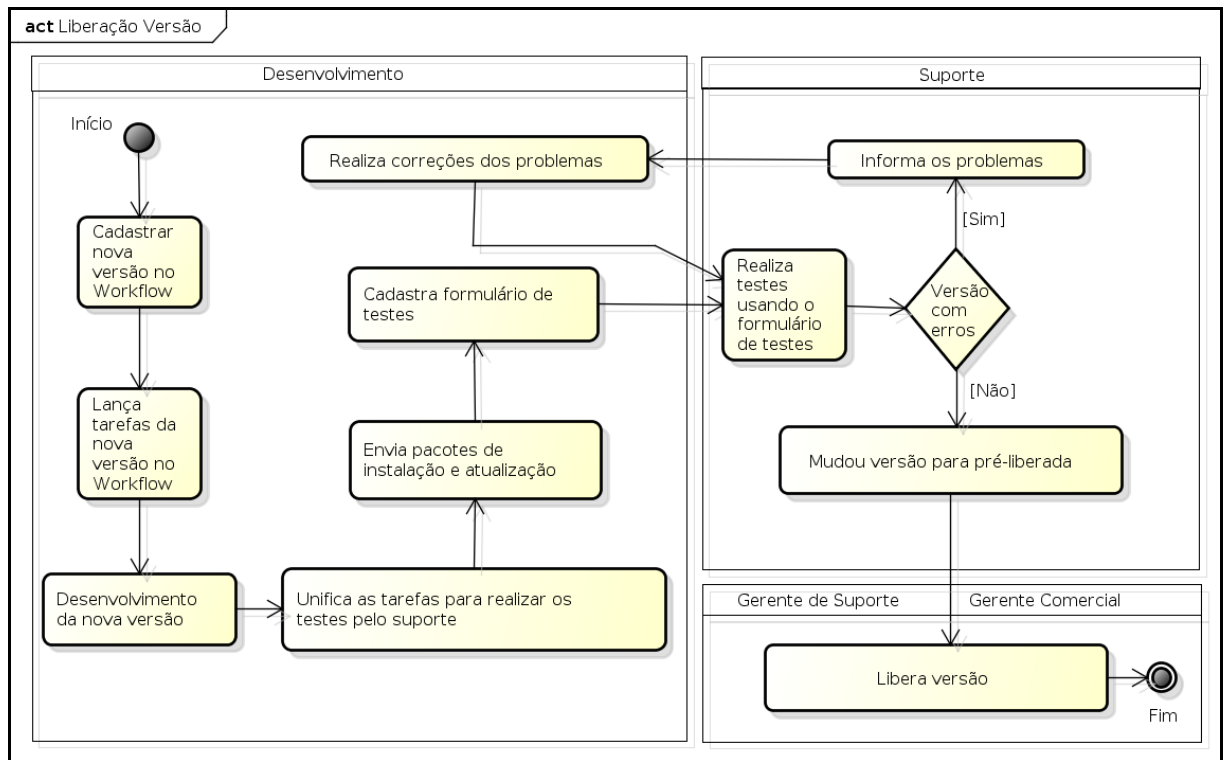 act Liberação Versão
Desenvolvimento
Início
Cadastrar
nova
versão no
Workflow
Lança
tarefas da
nova
versão no
Workflow
Desenvolvimento
da nova versão
Unifica as tarefas para realizar os
testes pelo suporte
Envia pacotes de
instalação e atualização
Cadastra formulário de
testes
Realiza correções dos problemas
Suporte
Informa os problemas
[Sim]
Realiza
testes
usando o
formulário
de testes
Versão
com
erros
[Não]
Mudou versão para pré-liberada
Gerente de Suporte
Gerente Comercial
Libera versão
Fim